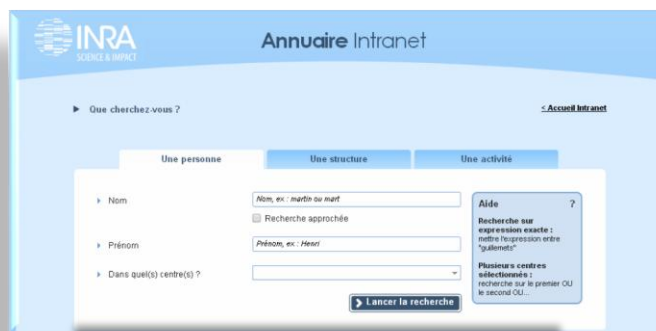 INRA
SCIENCE & IMPACT
Annuaire Intranet
Que cherchez-vous ?
< Accueil Intranet
Une personne
Une structure
Une activité
Nom
Nom, ex : martin ou mart
Recherche approchée
Prénom
Prénom, ex : Henri
Dans quel(s) centre(s) ?
Lancer la recherche
Aide ?
Recherche sur
expression exacte :
mettre l'expression entre
"guillemets"
Plusieurs centres
sélectionnés :
recherche sur le premier OU
le second OU...